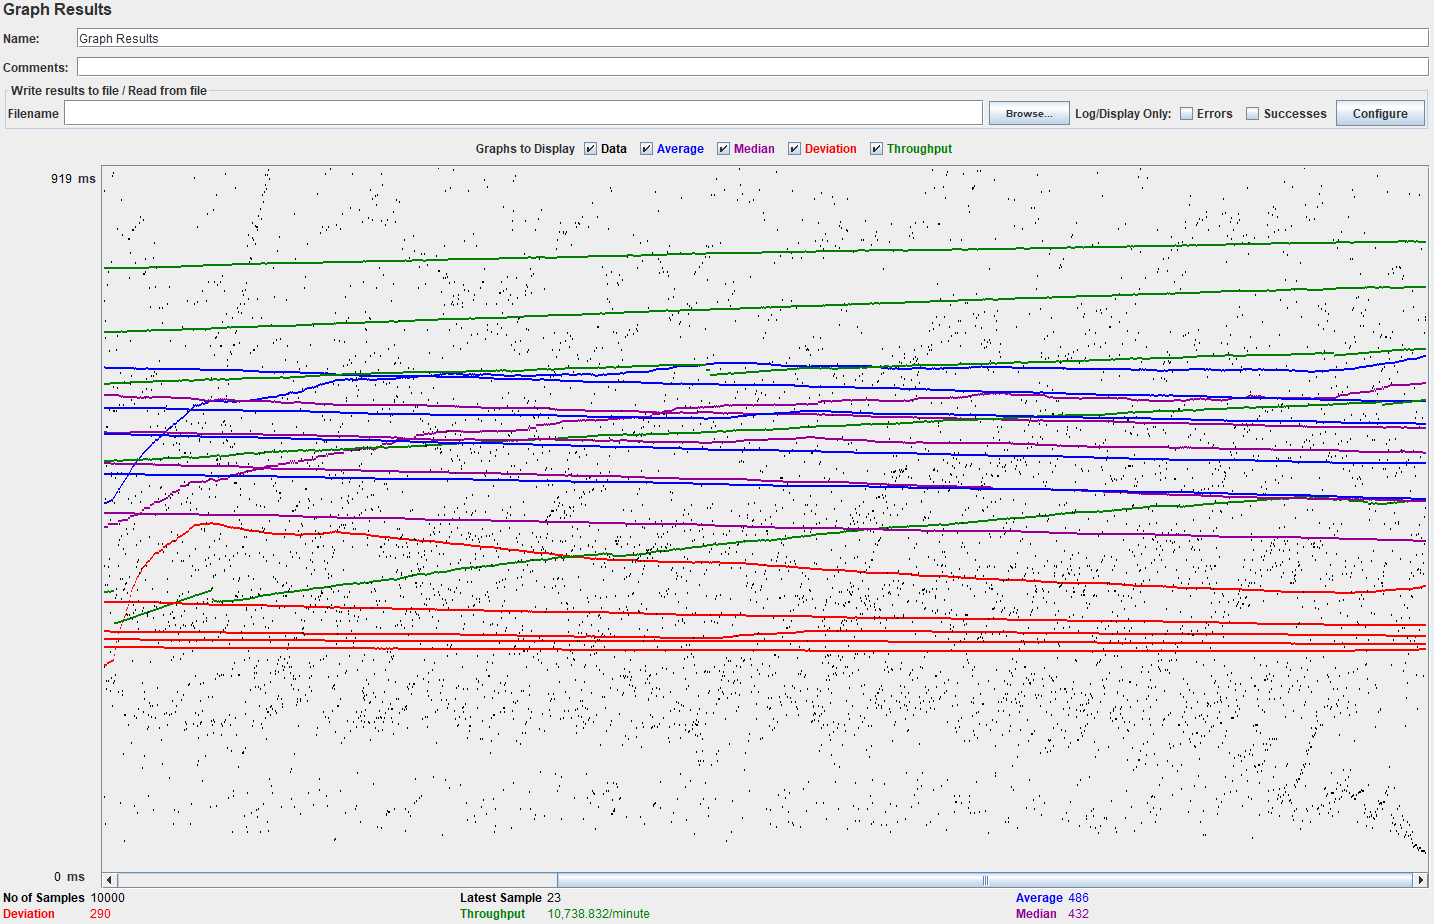 Graph Results
Name: Graph Results
Comments:
Write results to file / Read from file
Filename Browse... Log/Display Only: Errors Successes Configure
Graphs to Display Data Average Median Deviation Throughput
919 ms
0 ms
No of Samples 10000 Latest Sample 23 Average 486
Deviation 290 Throughput 10,738.832/minute Median 432